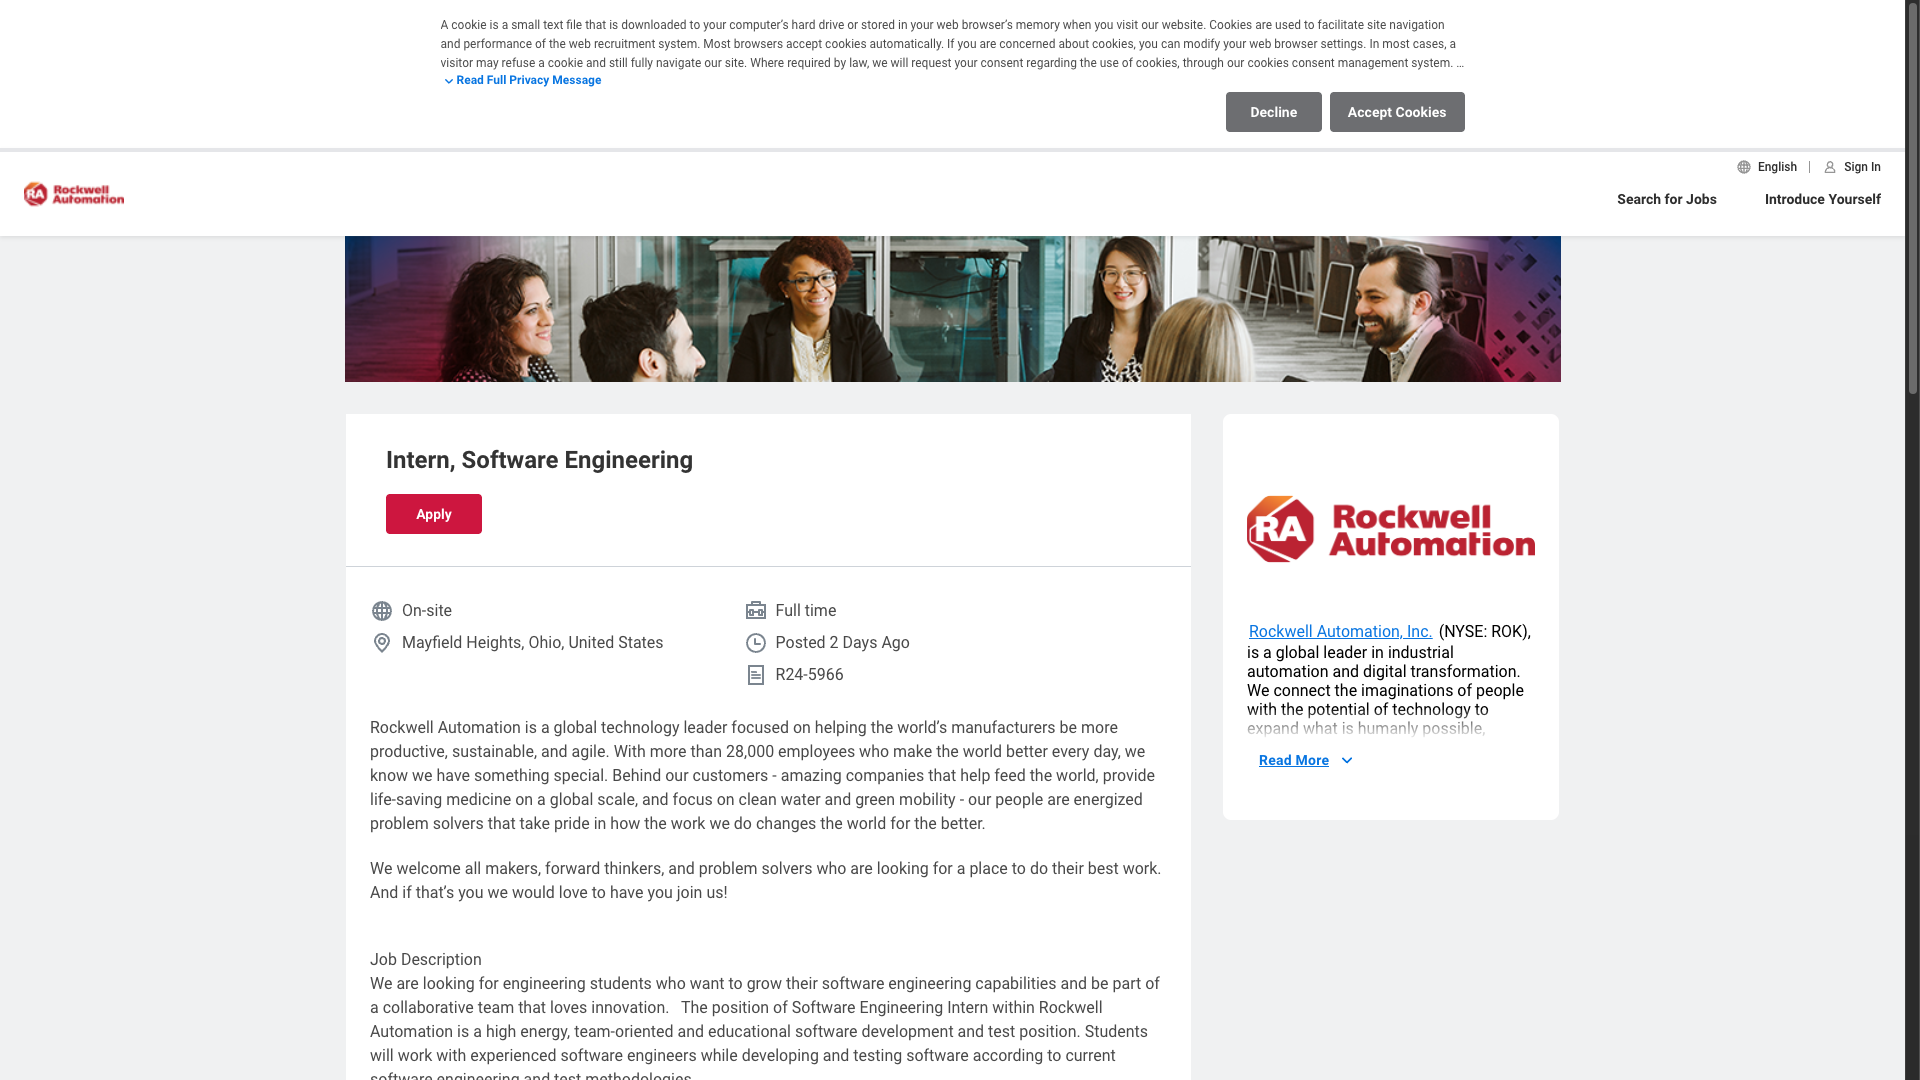 A cookie is a small text file that is downloaded to your computer’s hard drive or stored in your web browser’s memory when you visit our website. Cookies are used to facilitate site navigation
and performance of the web recruitment system. Most browsers accept cookies automatically. If you are concerned about cookies, you can modify your web browser settings. In most cases, a
visitor may refuse a cookie and still fully navigate our site. Where required by law, we will request your consent regarding the use of cookies, through our cookies consent management system. ...
Read Full Privacy Message
Decline
Accept Cookies
English
Sign In
RA Rockwell Automation
Search for Jobs
Introduce Yourself
Intern, Software Engineering
Apply
On-site
Full time
Mayfield Heights, Ohio, United States
Posted 2 Days Ago
R24-5966
Rockwell Automation is a global technology leader focused on helping the world’s manufacturers be more
productive, sustainable, and agile. With more than 28,000 employees who make the world better every day, we
know we have something special. Behind our customers - amazing companies that help feed the world, provide
life-saving medicine on a global scale, and focus on clean water and green mobility - our people are energized
problem solvers that take pride in how the work we do changes the world for the better.
We welcome all makers, forward thinkers, and problem solvers who are looking for a place to do their best work.
And if that’s you we would love to have you join us!
Job Description
We are looking for engineering students who want to grow their software engineering capabilities and be part of
a collaborative team that loves innovation.   The position of Software Engineering Intern within Rockwell
Automation is a high energy, team-oriented and educational software development and test position. Students
will work with experienced software engineers while developing and testing software according to current
software engineering and test methodologies.
RA Rockwell
Automation
Rockwell Automation, Inc. (NYSE: ROK),
is a global leader in industrial
automation and digital transformation.
We connect the imaginations of people
with the potential of technology to
expand what is humanly possible,
Read More